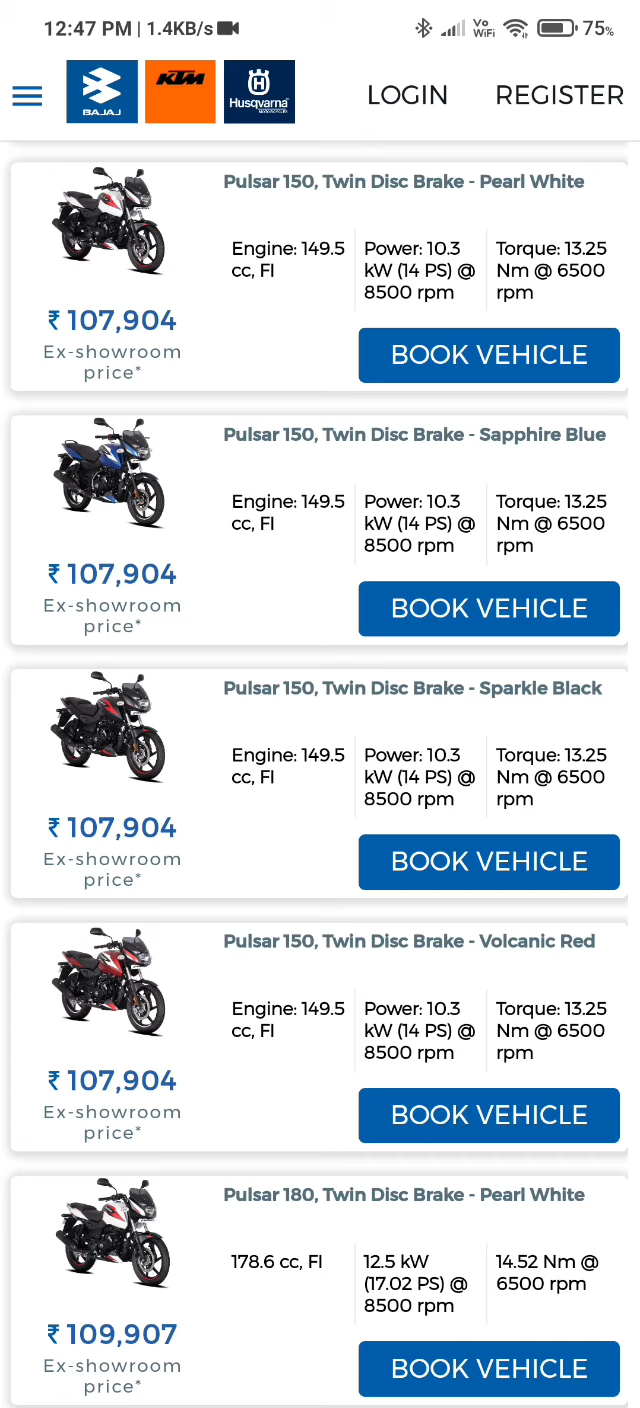 12:47 PM | 1.4KB/s
Vo WiFi
75%
BAJAJ
KTM
Husqvarna
LOGIN
REGISTER
Pulsar 150, Twin Disc Brake - Pearl White
Engine: 149.5 cc, FI
Power: 10.3 kW (14 PS) @ 8500 rpm
Torque: 13.25 Nm @ 6500 rpm
₹ 107,904
Ex-showroom price*
BOOK VEHICLE
Pulsar 150, Twin Disc Brake - Sapphire Blue
Engine: 149.5 cc, FI
Power: 10.3 kW (14 PS) @ 8500 rpm
Torque: 13.25 Nm @ 6500 rpm
₹ 107,904
Ex-showroom price*
BOOK VEHICLE
Pulsar 150, Twin Disc Brake - Sparkle Black
Engine: 149.5 cc, FI
Power: 10.3 kW (14 PS) @ 8500 rpm
Torque: 13.25 Nm @ 6500 rpm
₹ 107,904
Ex-showroom price*
BOOK VEHICLE
Pulsar 150, Twin Disc Brake - Volcanic Red
Engine: 149.5 cc, FI
Power: 10.3 kW (14 PS) @ 8500 rpm
Torque: 13.25 Nm @ 6500 rpm
₹ 107,904
Ex-showroom price*
BOOK VEHICLE
Pulsar 180, Twin Disc Brake - Pearl White
178.6 cc, FI
12.5 kW (17.02 PS) @ 8500 rpm
14.52 Nm @ 6500 rpm
₹ 109,907
Ex-showroom price*
BOOK VEHICLE